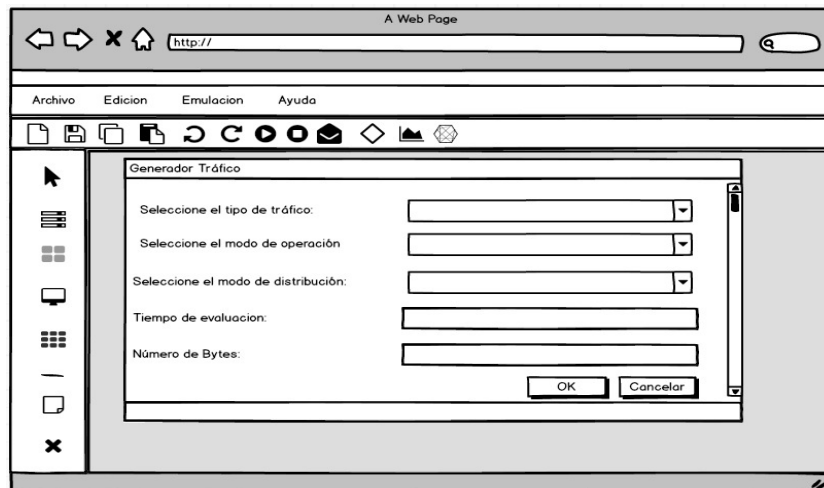 A Web Page
http://
Archivo Edicion Emulacion Ayuda
Generador Tráfico
Seleccione el tipo de tráfico:
Seleccione el modo de operación
Seleccione el modo de distribución:
Tiempo de evaluacion:
Número de Bytes:
OK Cancelar